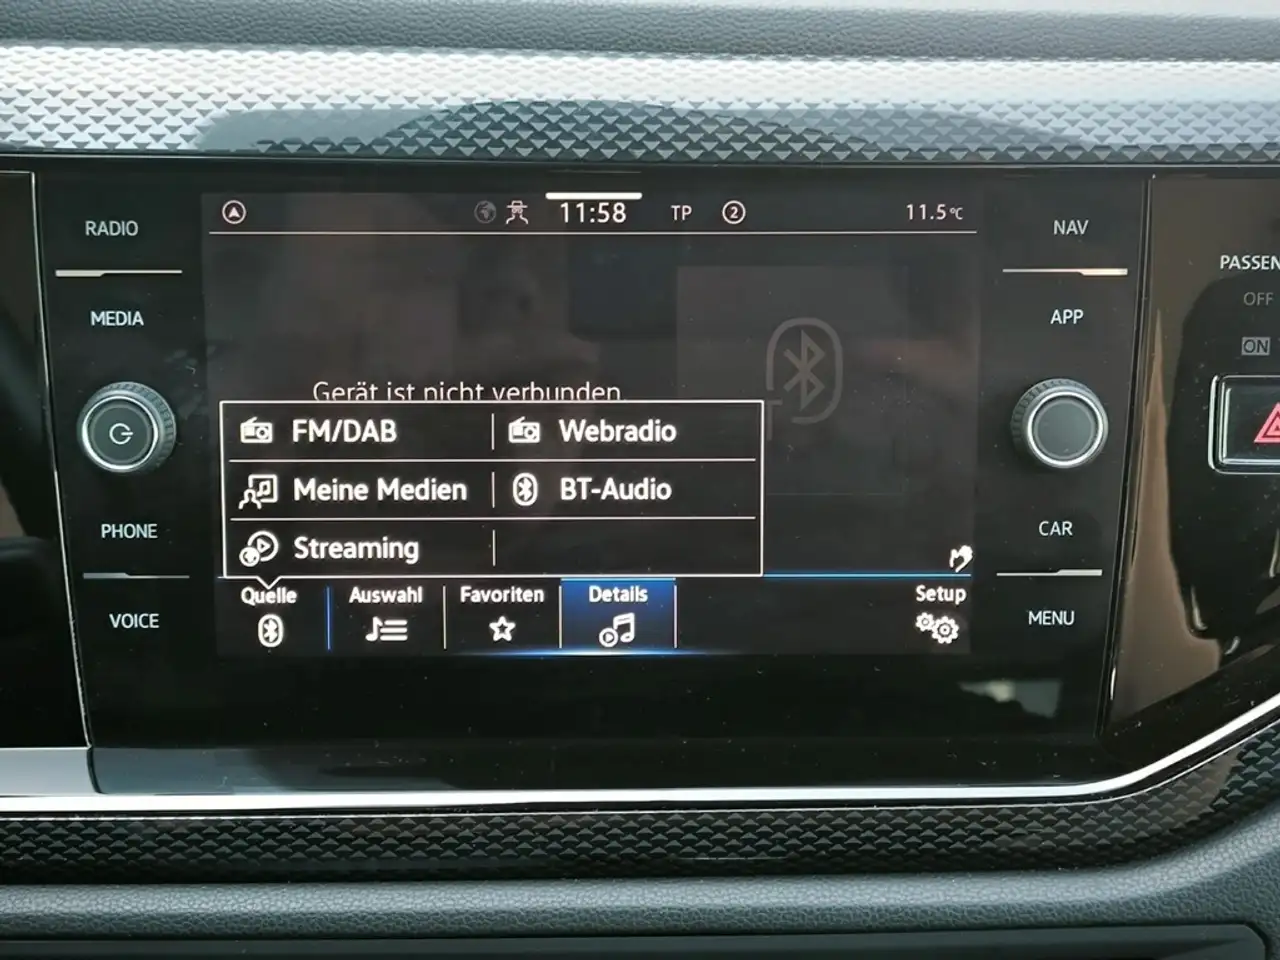 RADIO
MEDIA
PHONE
VOICE
11:58
TP
2
11.5°C
Gerät ist nicht verbunden.
FM/DAB
Webradio
Meine Medien
BT-Audio
Streaming
Quelle
Auswahl
Favoriten
Details
Setup
NAV
APP
CAR
MENU
PASSEN
OFF
ON